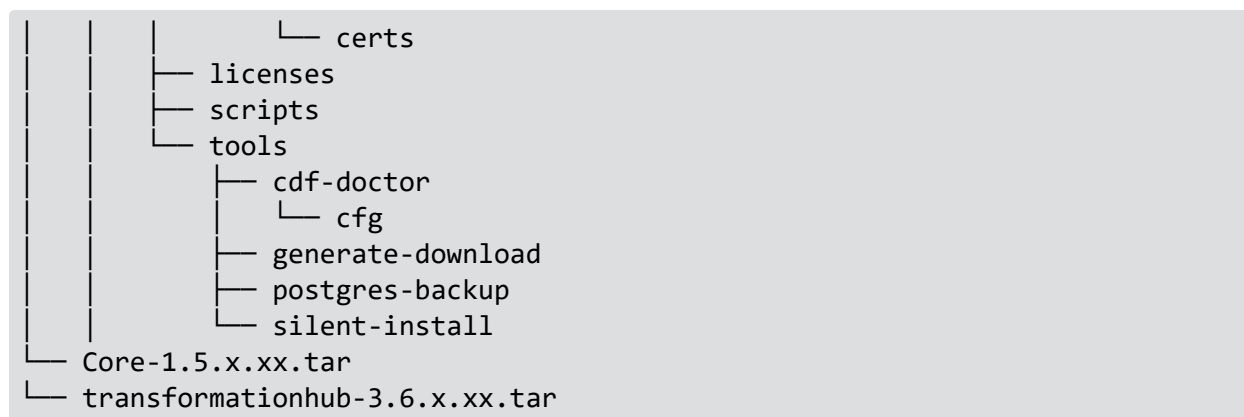 │   │   │       └── certs
│   │   ├── licenses
│   │   ├── scripts
│   │   └── tools
│   │       ├── cdf-doctor
│   │       │   └── cfg
│   │       ├── generate-download
│   │       ├── postgres-backup
│   │       └── silent-install
└── Core-1.5.x.xx.tar
└── transformationhub-3.6.x.xx.tar